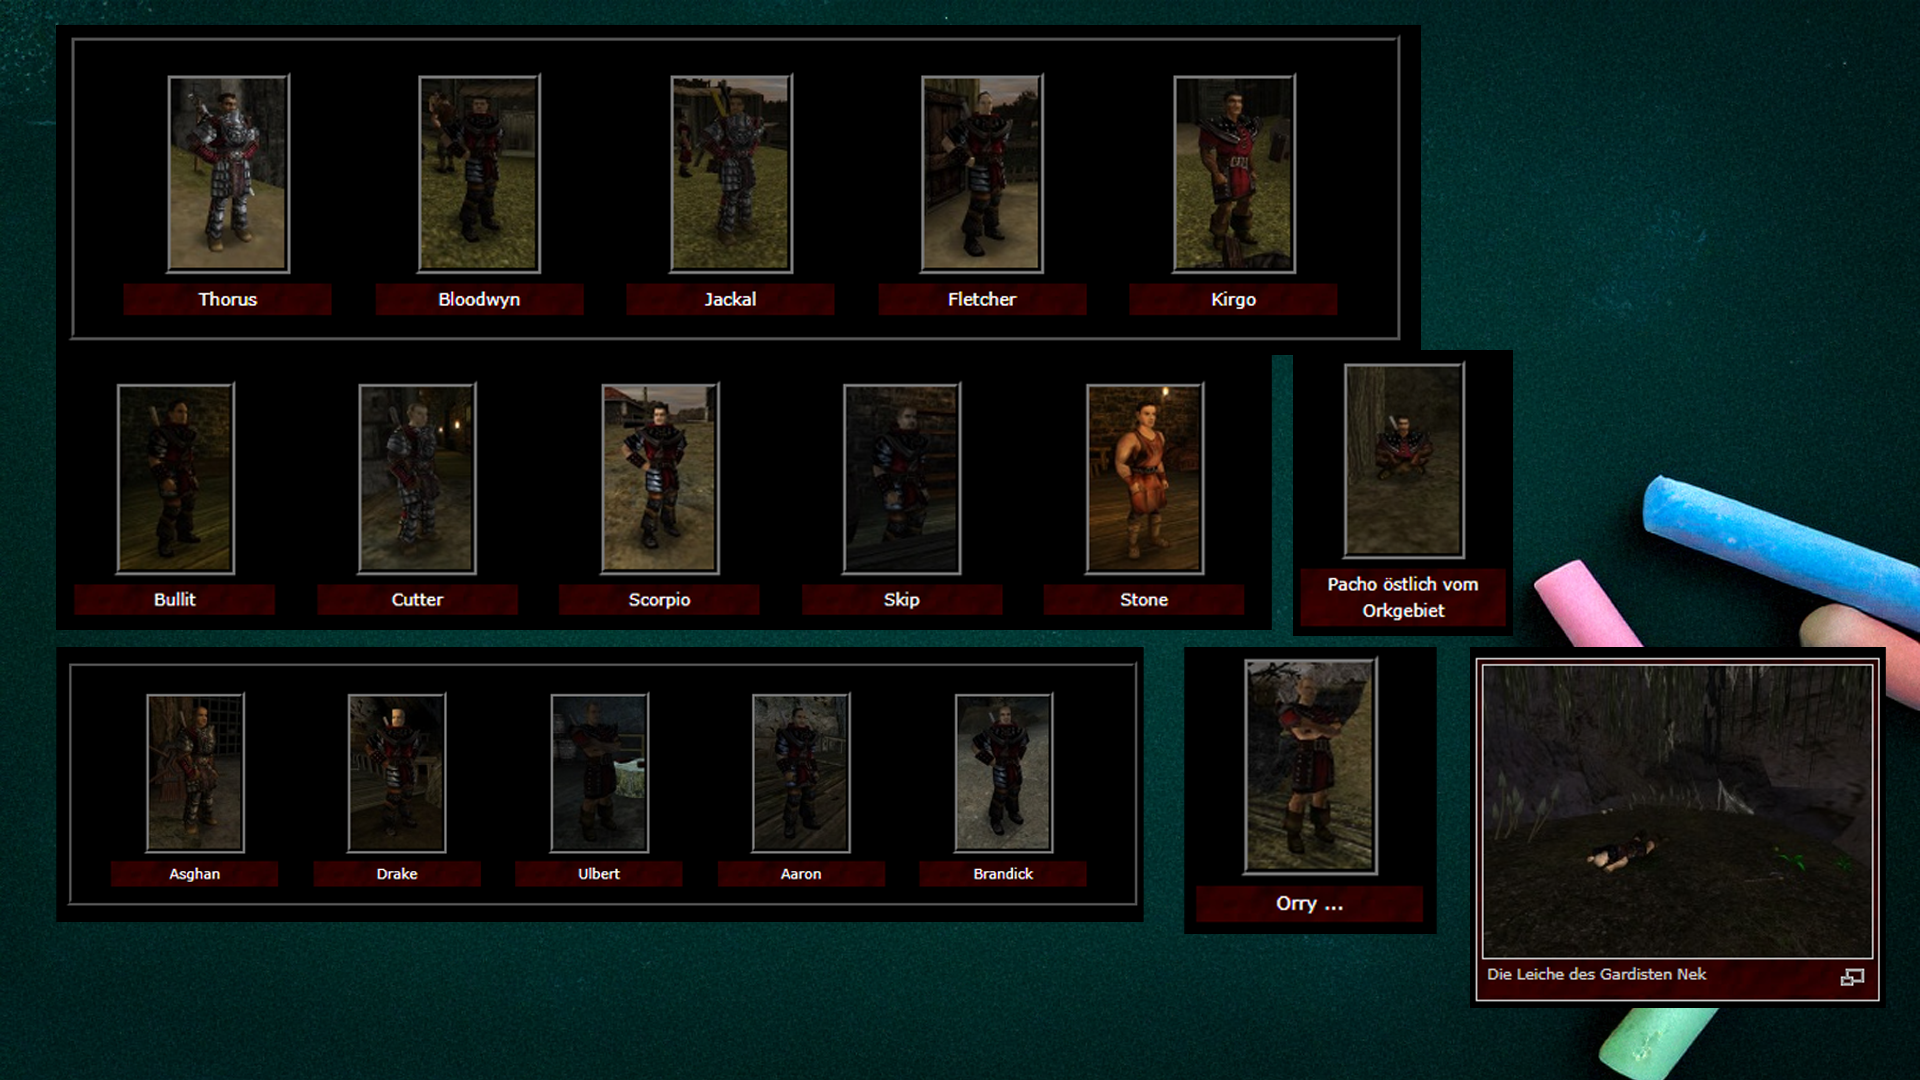 Thorus
Bloodwyn
Jackal
Fletcher
Kirgo
Bullit
Cutter
Scorpio
Skip
Stone
Pacho östlich vom
Orkgebiet
Asghan
Drake
Ulbert
Aaron
Brandick
Orry ...
Die Leiche des Gardisten Nek